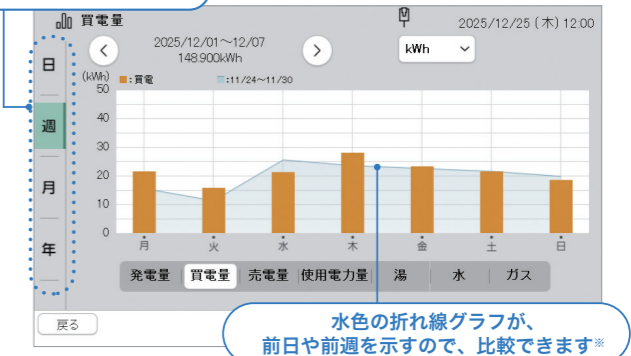 買電量
2025/12/25 (木) 12:00
2025/12/01～12/07
148.900kWh
kWh
日
週
月
年
(kWh)
:買電
:11/24～11/30
50
40
30
20
10
0
月 火 水 木 金 土 日
発電量 買電量 売電量 使用電力量 湯 水 ガス
戻る
水色の折れ線グラフが、
前日や前週を示すので、比較できます※